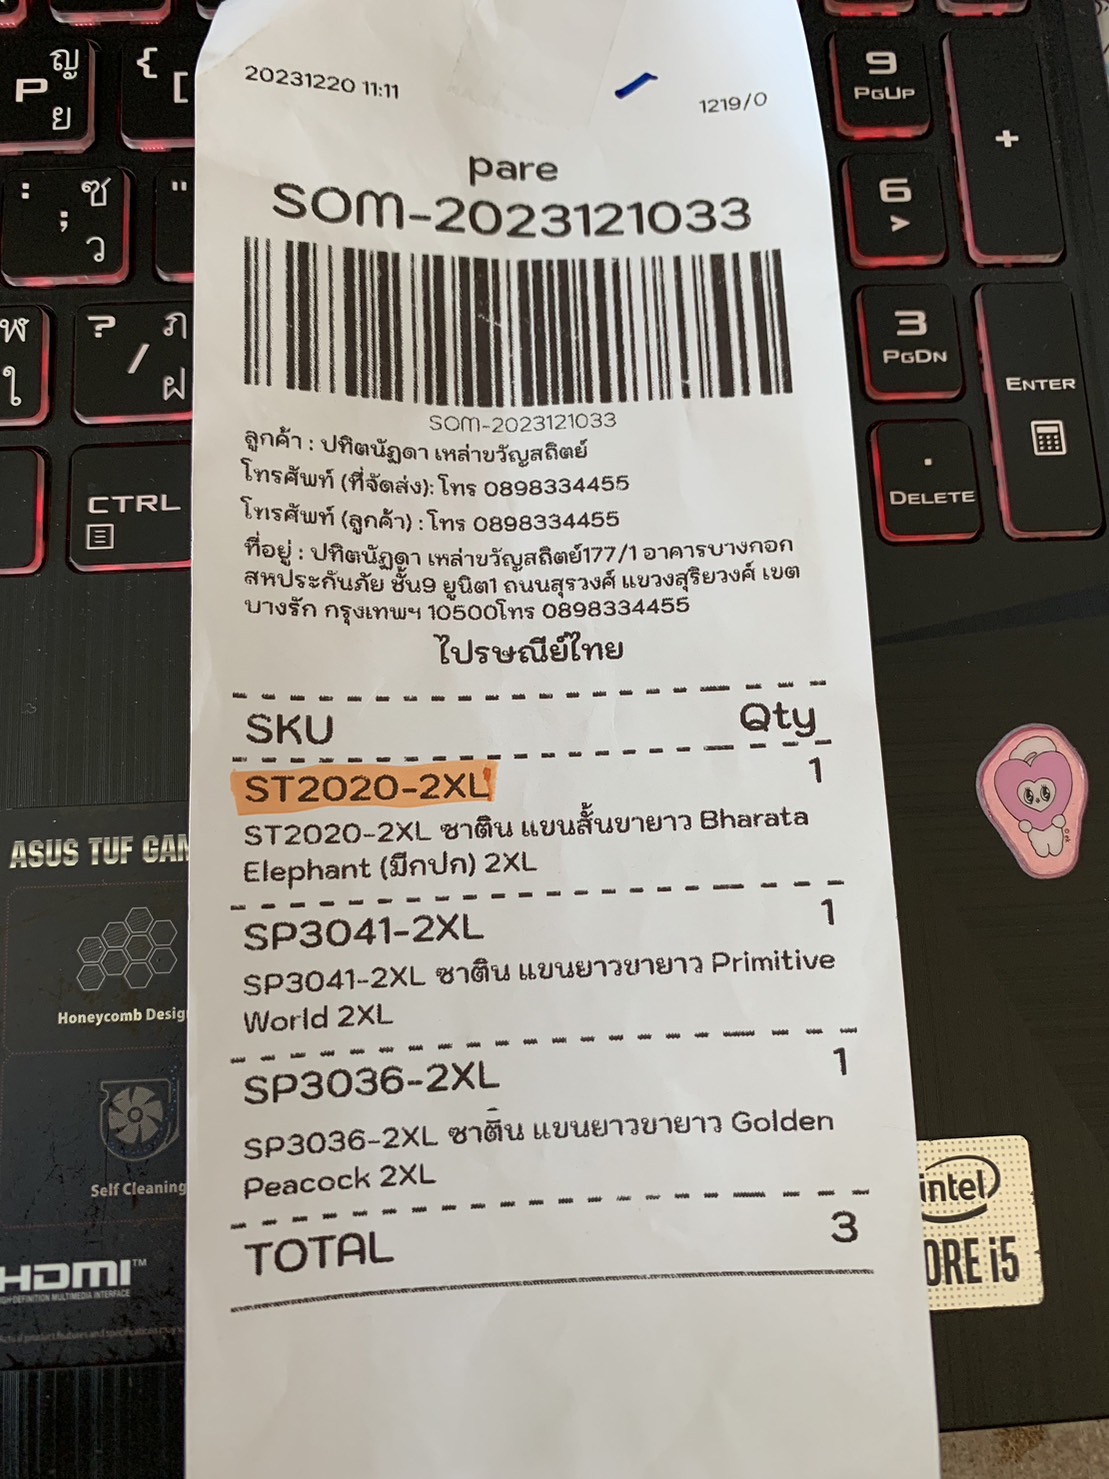 20231220 11:11
1219/0
pare
SOM-2023121033
SOM-2023121033
ลูกค้า : ปทิตนัฏดา เหล่าขวัญสถิตย์
โทรศัพท์ (ที่จัดส่ง): โทร 0898334455
โทรศัพท์ (ลูกค้า) : โทร 0898334455
ที่อยู่ : ปทิตนัฏดา เหล่าขวัญสถิตย์177/1 อาคารบางกอก
สหประกันภัย ชั้น9 ยูนิต1 ถนนสุรวงศ์ แขวงสุริยวงศ์ เขต
บางรัก กรุงเทพฯ 10500โทร 0898334455
ไปรษณีย์ไทย
SKU Qty
ST2020-2XL 1
ST2020-2XL ซาติน แขนสั้นขายาว Bharata
Elephant (มีกปก) 2XL
SP3041-2XL 1
SP3041-2XL ซาติน แขนยาวขายาว Primitive
World 2XL
SP3036-2XL 1
SP3036-2XL ซาติน แขนยาวขายาว Golden
Peacock 2XL
TOTAL 3
P ญ ย
{ [
: ซ ; ว
"
ฬ ใ
? ภ / ฝ
CTRL
9 PGUP
+
6 >
3 PGDN
ENTER
. DELETE
ASUS TUF GAM
Honeycomb Desig
Self Cleaning
HDMI™
HIGH-DEFINITION MULTIMEDIA INTERFACE
intel
ORE i5